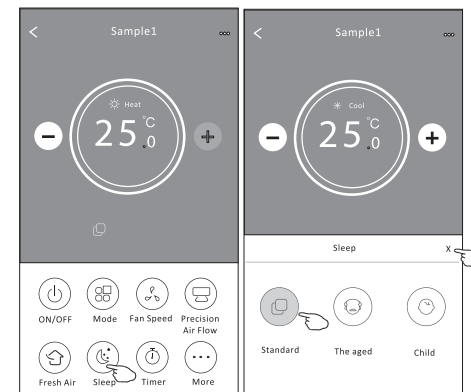 Sample1
Heat
25.0°C
ON/OFF
Mode
Fan Speed
Precision
Air Flow
Fresh Air
Sleep
Timer
More
Sample1
Cool
25.0°C
Sleep
X
Standard
The aged
Child